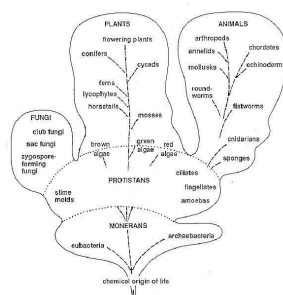 PLANTS
flowering plants
conifers
cycads
ferns
lycophytes
horsetails
mosses
ANIMALS
arthropods
annelids
mollusks
chordates
echinoderms
round-
worms
flatworms
cnidarians
sponges
FUNGI
club fungi
sac fungi
zygospore-
forming
fungi
brown
algae
green
algae
red
algae
PROTISTANS
slime
molds
ciliates
flagellates
amoebas
MONERANS
eubacteria
archaebacteria
chemical origin of life